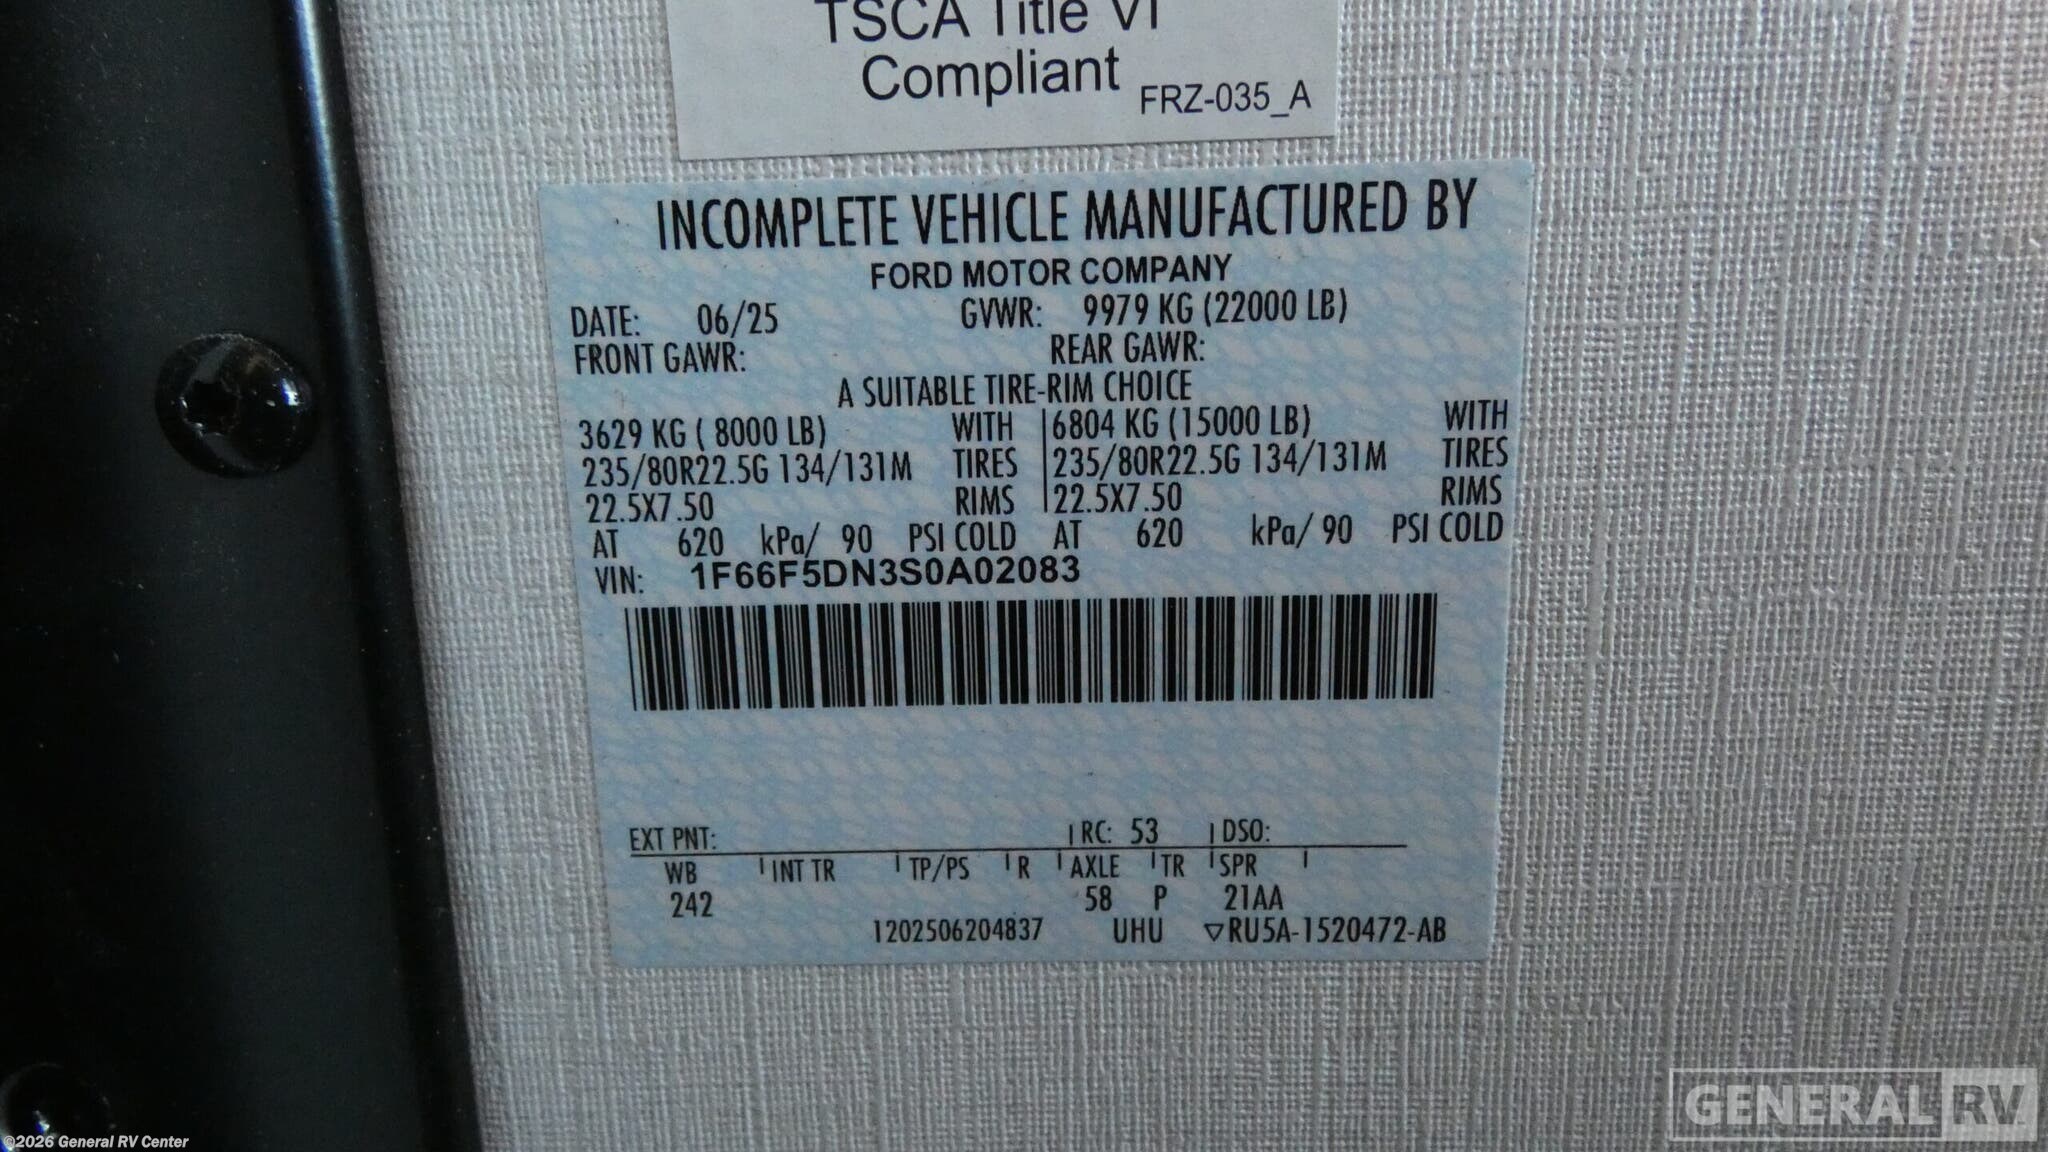 TSCA Title VI
Compliant
FRZ-035_A
INCOMPLETE VEHICLE MANUFACTURED BY
FORD MOTOR COMPANY
DATE: 06/25 GVWR: 9979 KG (22000 LB)
FRONT GAWR: REAR GAWR:
A SUITABLE TIRE-RIM CHOICE
3629 KG ( 8000 LB) WITH 6804 KG (15000 LB) WITH
235/80R22.5G 134/131M TIRES 235/80R22.5G 134/131M TIRES
22.5X7.50 RIMS 22.5X7.50 RIMS
AT 620 kPa/ 90 PSI COLD AT 620 kPa/ 90 PSI COLD
VIN: 1F66F5DN3S0A02083
EXT PNT: RC: 53 DSO:
WB INT TR TP/PS R AXLE TR SPR
242 58 P 21AA
1202506204837 UHU ▽RU5A-1520472-AB
GENERAL RV
©2026 General RV Center